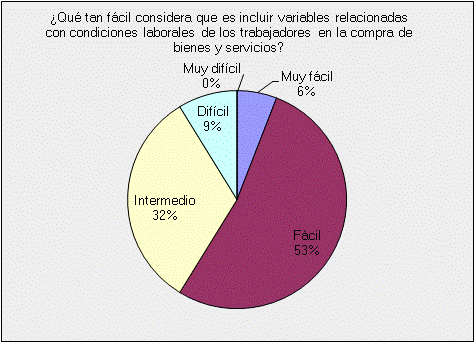 ¿Qué tan fácil considera que es incluir variables relacionadas
con condiciones laborales de los trabajadores en la compra de
bienes y servicios?
Muy difícil
0%
Muy fácil
6%
Difícil
9%
Intermedio
32%
Fácil
53%